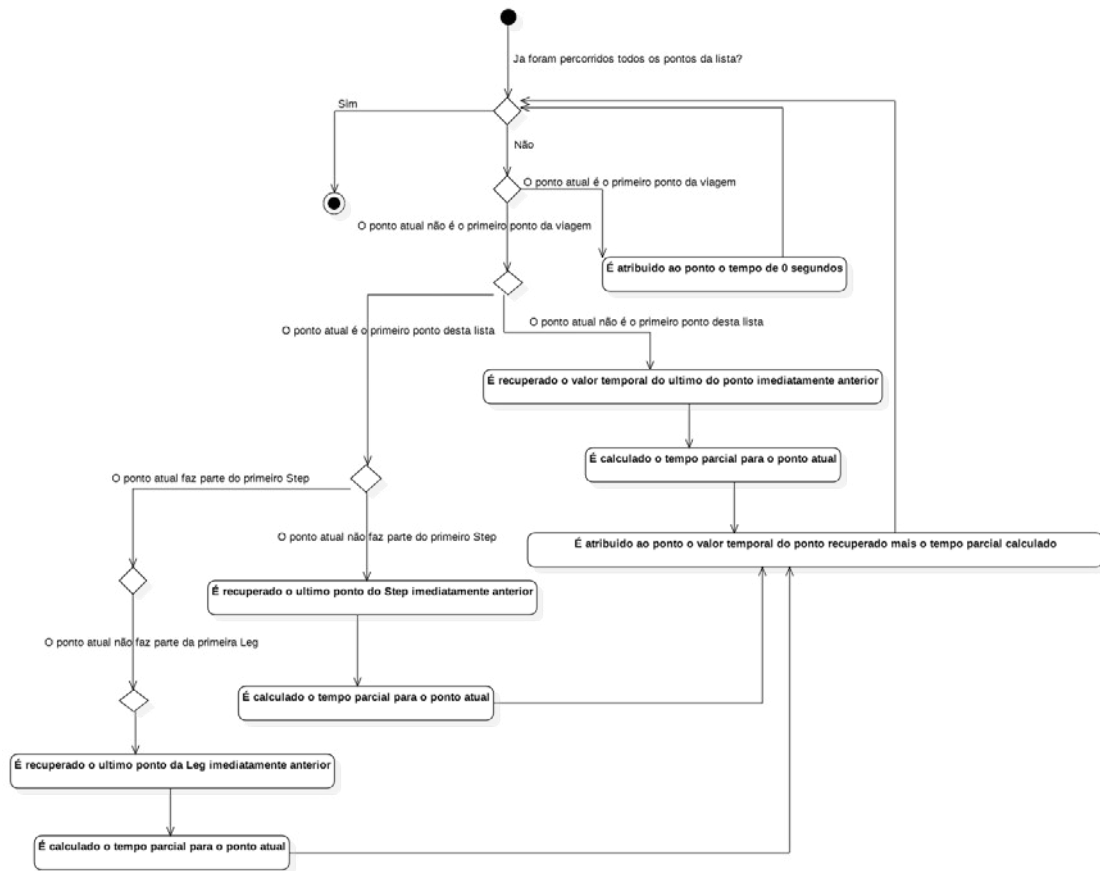 Ja foram percorridos todos os pontos da lista?
Sim
Não
O ponto atual é o primeiro ponto da viagem
O ponto atual não é o primeiro ponto da viagem
É atribuido ao ponto o tempo de 0 segundos
O ponto atual é o primeiro ponto desta lista
O ponto atual não é o primeiro ponto desta lista
É recuperado o valor temporal do ultimo do ponto imediatamente anterior
É calculado o tempo parcial para o ponto atual
O ponto atual faz parte do primeiro Step
O ponto atual não faz parte do primeiro Step
É atribuido ao ponto o valor temporal do ponto recuperado mais o tempo parcial calculado
É recuperado o ultimo ponto do Step imediatamente anterior
O ponto atual não faz parte da primeira Leg
É calculado o tempo parcial para o ponto atual
É recuperado o ultimo ponto da Leg imediatamente anterior
É calculado o tempo parcial para o ponto atual